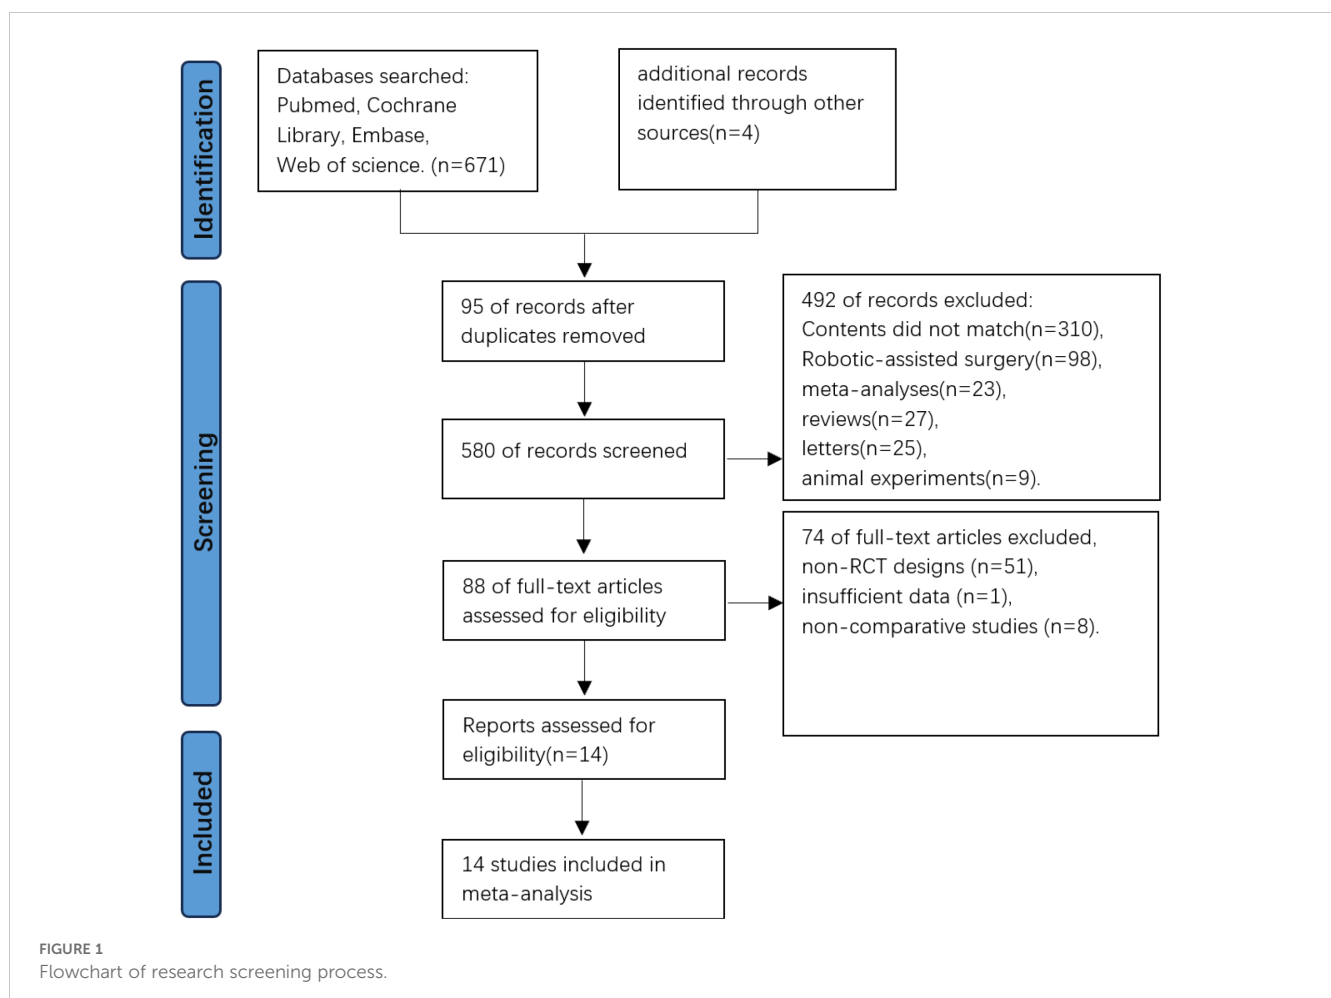 Identification
Databases searched:
Pubmed, Cochrane
Library, Embase,
Web of science. (n=671)
additional records
identified through other
sources(n=4)
Screening
95 of records after
duplicates removed
492 of records excluded:
Contents did not match(n=310),
Robotic-assisted surgery(n=98),
meta-analyses(n=23),
reviews(n=27),
letters(n=25),
animal experiments(n=9).
580 of records screened
74 of full-text articles excluded,
non-RCT designs (n=51),
insufficient data (n=1),
non-comparative studies (n=8).
88 of full-text articles
assessed for eligibility
Reports assessed for
eligibility(n=14)
Included
14 studies included in
meta-analysis
FIGURE 1
Flowchart of research screening process.